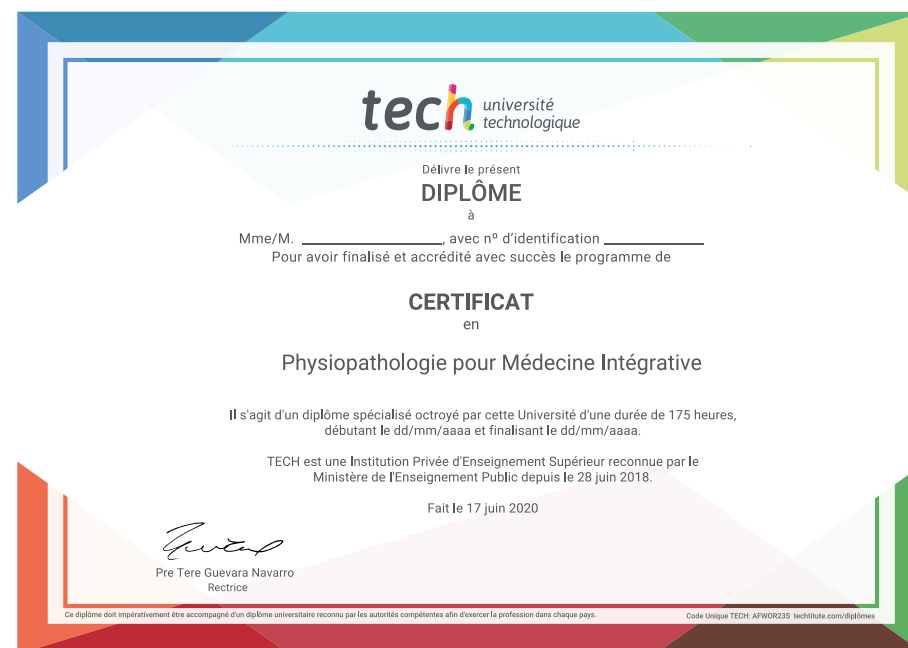 tech université
technologique
Délivre le présent
DIPLÔME
à
Mme/M. ____________________, avec nº d'identification ______________
Pour avoir finalisé et accrédité avec succès le programme de
CERTIFICAT
en
Physiopathologie pour Médecine Intégrative
Il s'agit d'un diplôme spécialisé octroyé par cette Université d'une durée de 175 heures,
débutant le dd/mm/aaaa et finalisant le dd/mm/aaaa.
TECH est une Institution Privée d'Enseignement Supérieur reconnue par le
Ministère de l'Enseignement Public depuis le 28 juin 2018.
Fait le 17 juin 2020
Pre Tere Guevara Navarro
Rectrice
Ce diplôme doit impérativement être accompagné d'un diplôme universitaire reconnu par les autorités compétentes afin d'exercer la profession dans chaque pays.
Code Unique TECH: AFWOR23S techtitute.com/diplômes